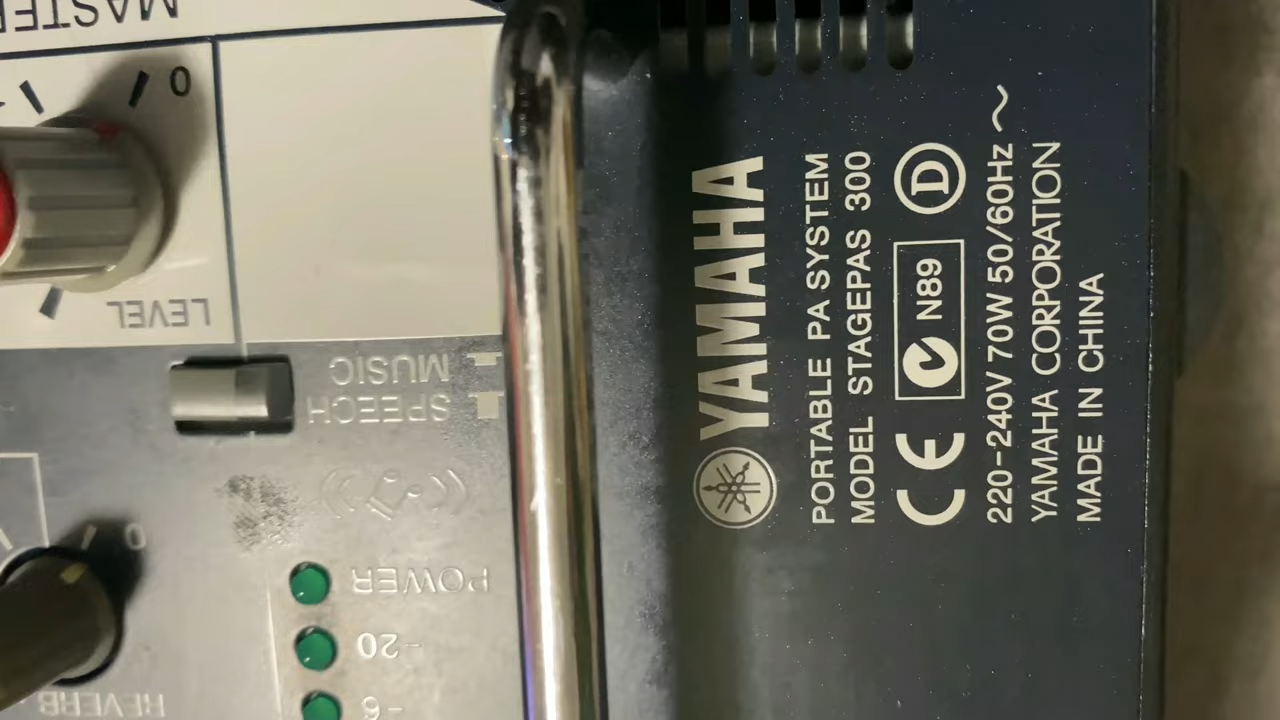 YAMAHA
PORTABLE PA SYSTEM
MODEL STAGEPAS 300
CE N89 D
220-240V 70W 50/60Hz ~
YAMAHA CORPORATION
MADE IN CHINA
MASTER
0
LEVEL
MUSIC
SPEECH
0
REVERB
POWER
-20
-6